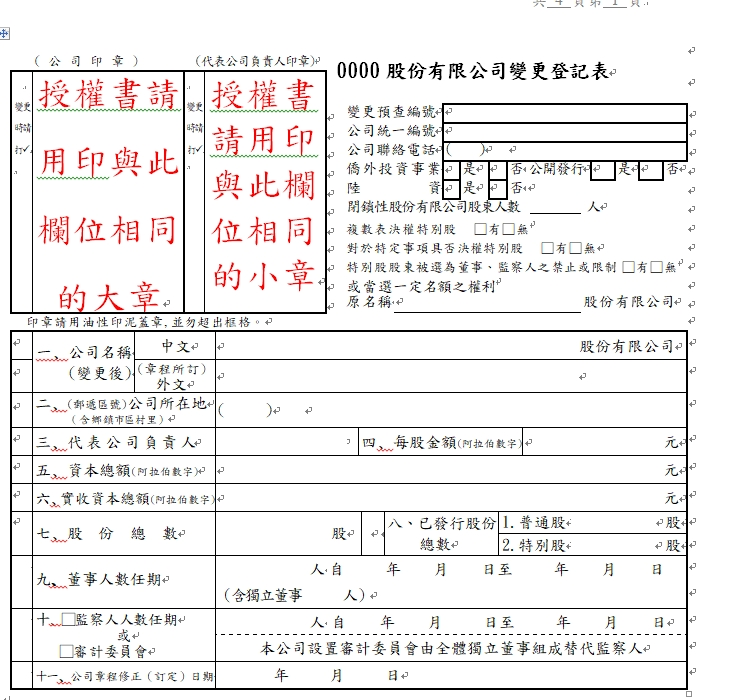 共 4 頁第 1 頁
(公司印章)
(代表公司負責人印章)
0000 股份有限公司變更登記表
變更時請打✓
授權書請用印與此欄位相同的大章
變更時請打✓
授權書請用印與此欄位相同的小章
變更預查編號
公司統一編號
公司聯絡電話 ( )
僑外投資事業 是 否 公開發行 是 否
陸資 是 否
閉鎖性股份有限公司股東人數 人
複數表決權特別股 □有□無
對於特定事項具否決權特別股 □有□無
特別股股東被選為董事、監察人之禁止或限制 □有□無
或當選一定名額之權利
原名稱 股份有限公司
印章請用油性印泥蓋章,並勿超出框格。
一、公司名稱(變更後) 中文 股份有限公司
(章程所訂)外文
二、(郵遞區號)公司所在地 ( )
(含鄉鎮市區村里)
三、代表公司負責人 四、每股金額(阿拉伯數字) 元
五、資本總額(阿拉伯數字) 元
六、實收資本總額(阿拉伯數字) 元
七、股份總數 股 八、已發行股份總數 1. 普通股 股
2. 特別股 股
九、董事人數任期 人 自 年 月 日至 年 月 日
(含獨立董事 人)
十、□監察人人數任期 人 自 年 月 日至 年 月 日
或
□審計委員會 本公司設置審計委員會由全體獨立董事組成替代監察人
十一、公司章程修正(訂定)日期 年 月 日